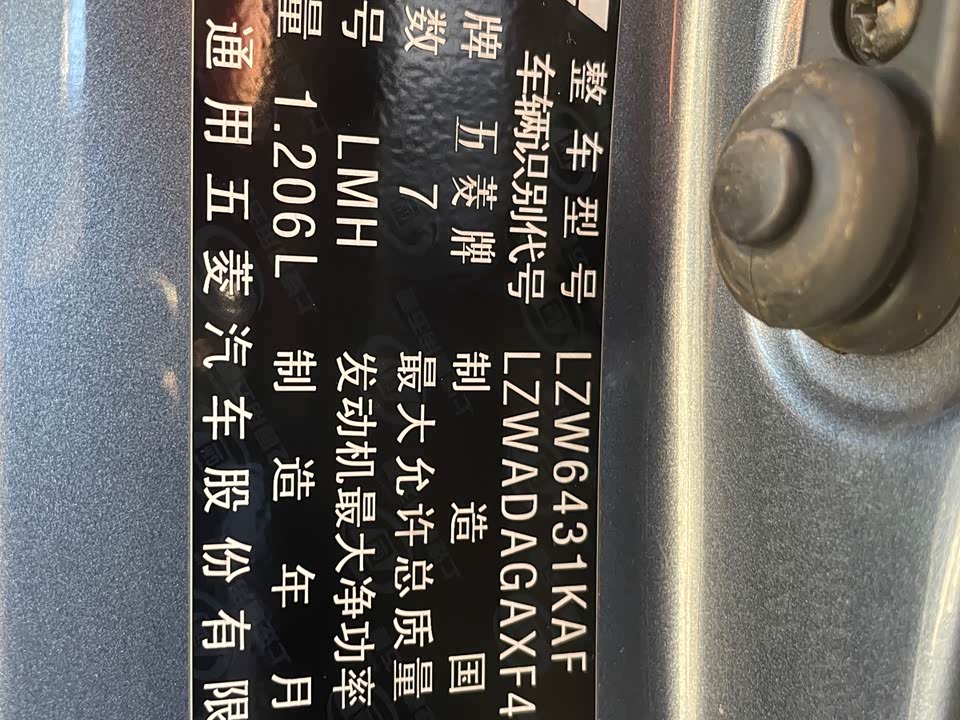 整车型号 LZW6431KAF
车辆识别代号 LZWADAGAXF4
牌 五菱牌 制造国
数 7 最大允许总质量
号 LMH 发动机最大净功率
量 1.206L 制造年月
通用五菱汽车股份有限